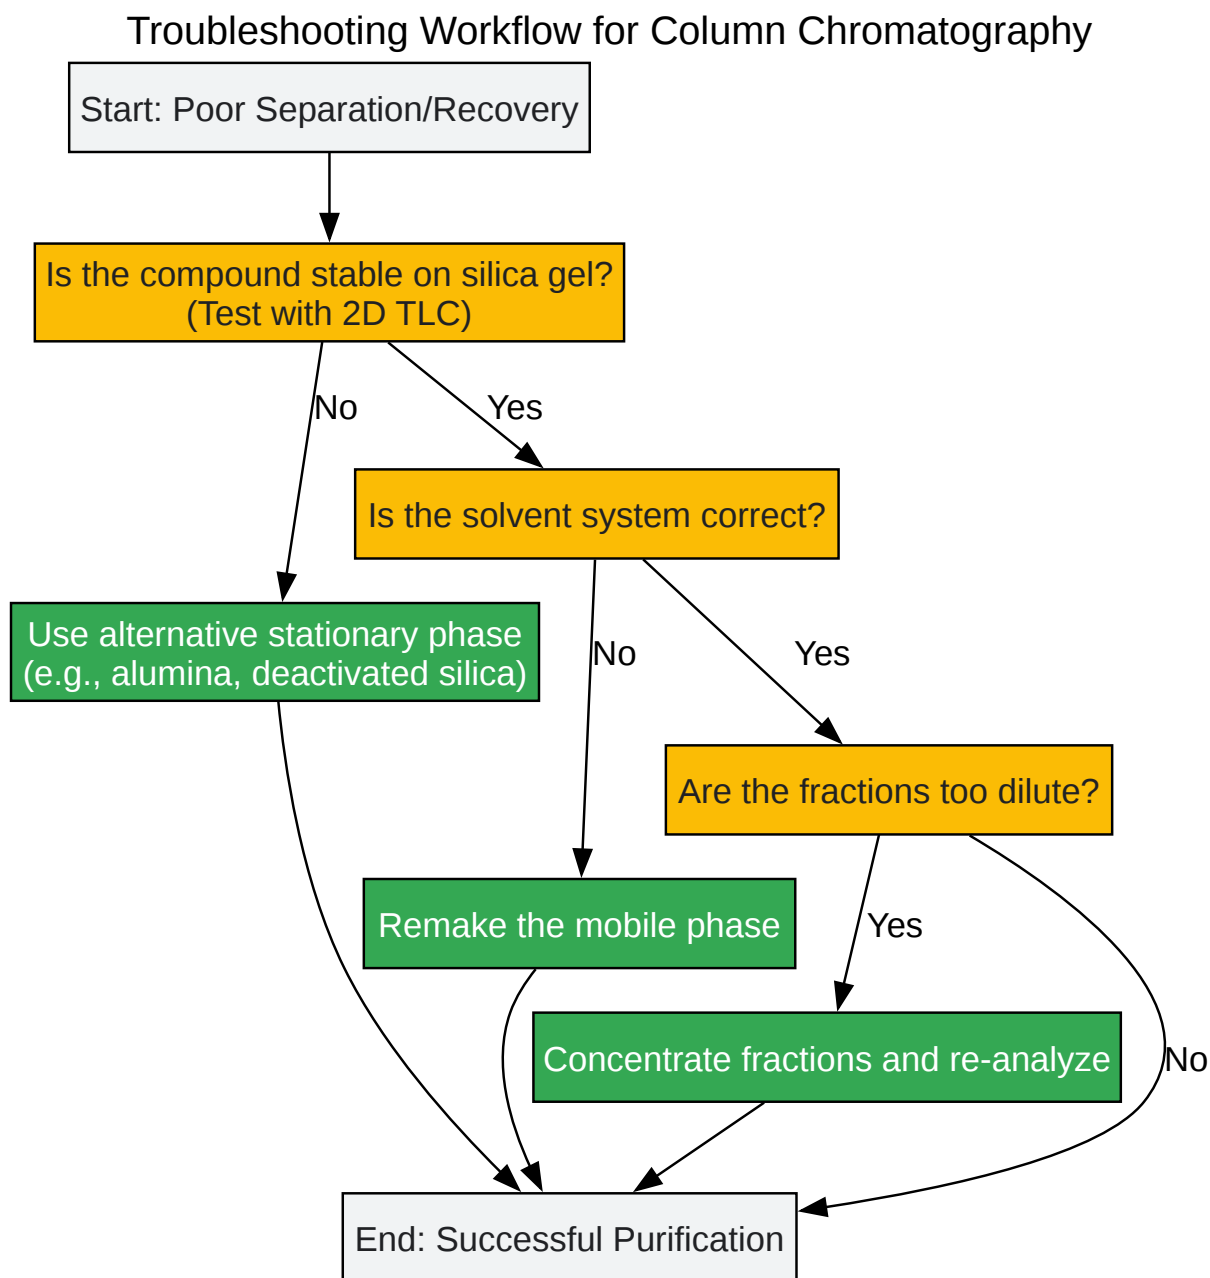 Troubleshooting Workflow for Column Chromatography
Start: Poor Separation/Recovery
Is the compound stable on silica gel?
(Test with 2D TLC)
No
Yes
Is the solvent system correct?
Use alternative stationary phase
(e.g., alumina, deactivated silica)
No
Yes
Are the fractions too dilute?
Remake the mobile phase
Yes
Concentrate fractions and re-analyze
No
End: Successful Purification